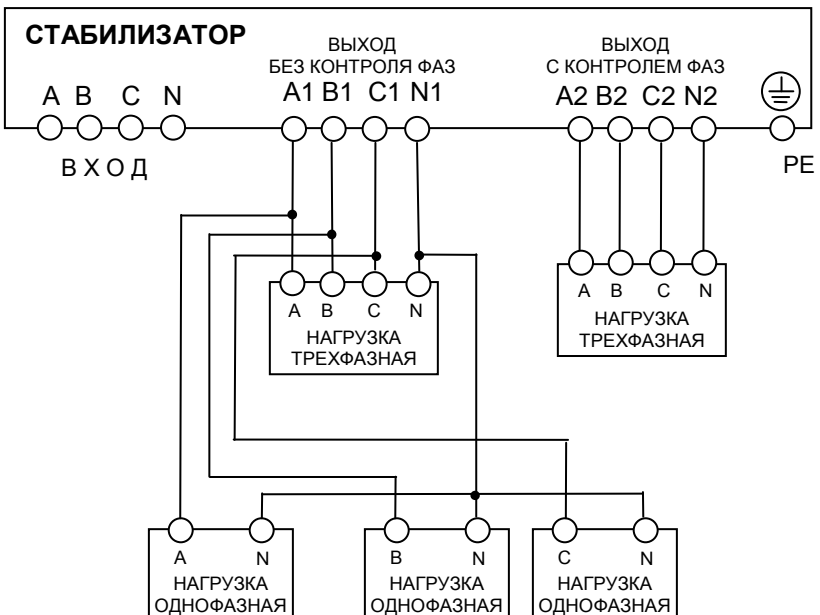 СТАБИЛИЗАТОР
ВЫХОД
БЕЗ КОНТРОЛЯ ФАЗ
ВЫХОД
С КОНТРОЛЕМ ФАЗ
A B C N
A1 B1 C1 N1
A2 B2 C2 N2
В Х О Д
PE
A B C N
НАГРУЗКА
ТРЕХФАЗНАЯ
A B C N
НАГРУЗКА
ТРЕХФАЗНАЯ
A N
НАГРУЗКА
ОДНОФАЗНАЯ
B N
НАГРУЗКА
ОДНОФАЗНАЯ
C N
НАГРУЗКА
ОДНОФАЗНАЯ